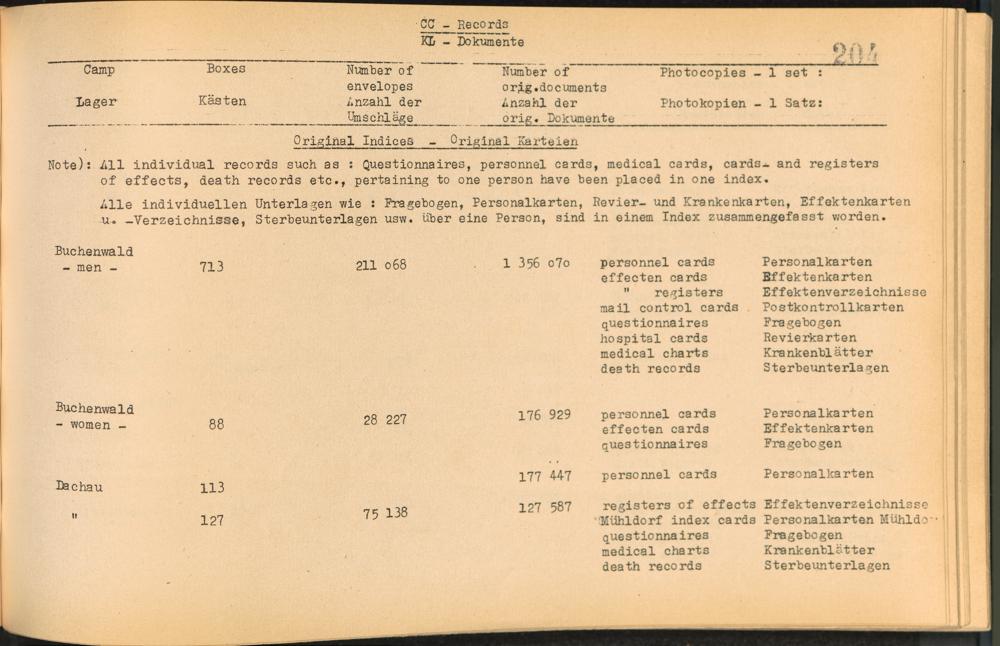 CC - Records
KL - Dokumente
204
Camp Boxes Number of envelopes Number of orig.documents Photocopies - 1 set :
Lager Kästen Anzahl der Umschläge Anzahl der orig. Dokumente Photokopien - 1 Satz:
Original Indices - Original Karteien
Note): All individual records such as : Questionnaires, personnel cards, medical cards, cards- and registers
of effects, death records etc., pertaining to one person have been placed in one index.
Alle individuellen Unterlagen wie : Fragebogen, Personalkarten, Revier- und Krankenkarten, Effektenkarten
u. -Verzeichnisse, Sterbeunterlagen usw. über eine Person, sind in einem Index zusammengefasst worden.
Buchenwald
- men - 713 211 o68 1 356 o7o personnel cards Personalkarten
effecten cards Effektenkarten
" registers Effektenverzeichnisse
mail control cards Postkontrollkarten
questionnaires Fragebogen
hospital cards Revierkarten
medical charts Krankenblätter
death records Sterbeunterlagen
Buchenwald
- women - 88 28 227 176 929 personnel cards Personalkarten
effecten cards Effektenkarten
questionnaires Fragebogen
Dachau 113 177 447 personnel cards Personalkarten
" 127 75 138 127 587 registers of effects Effektenverzeichnisse
Mühldorf index cards Personalkarten
questionnaires Fragebogen
medical charts Krankenblätter
death records Sterbeunterlagen